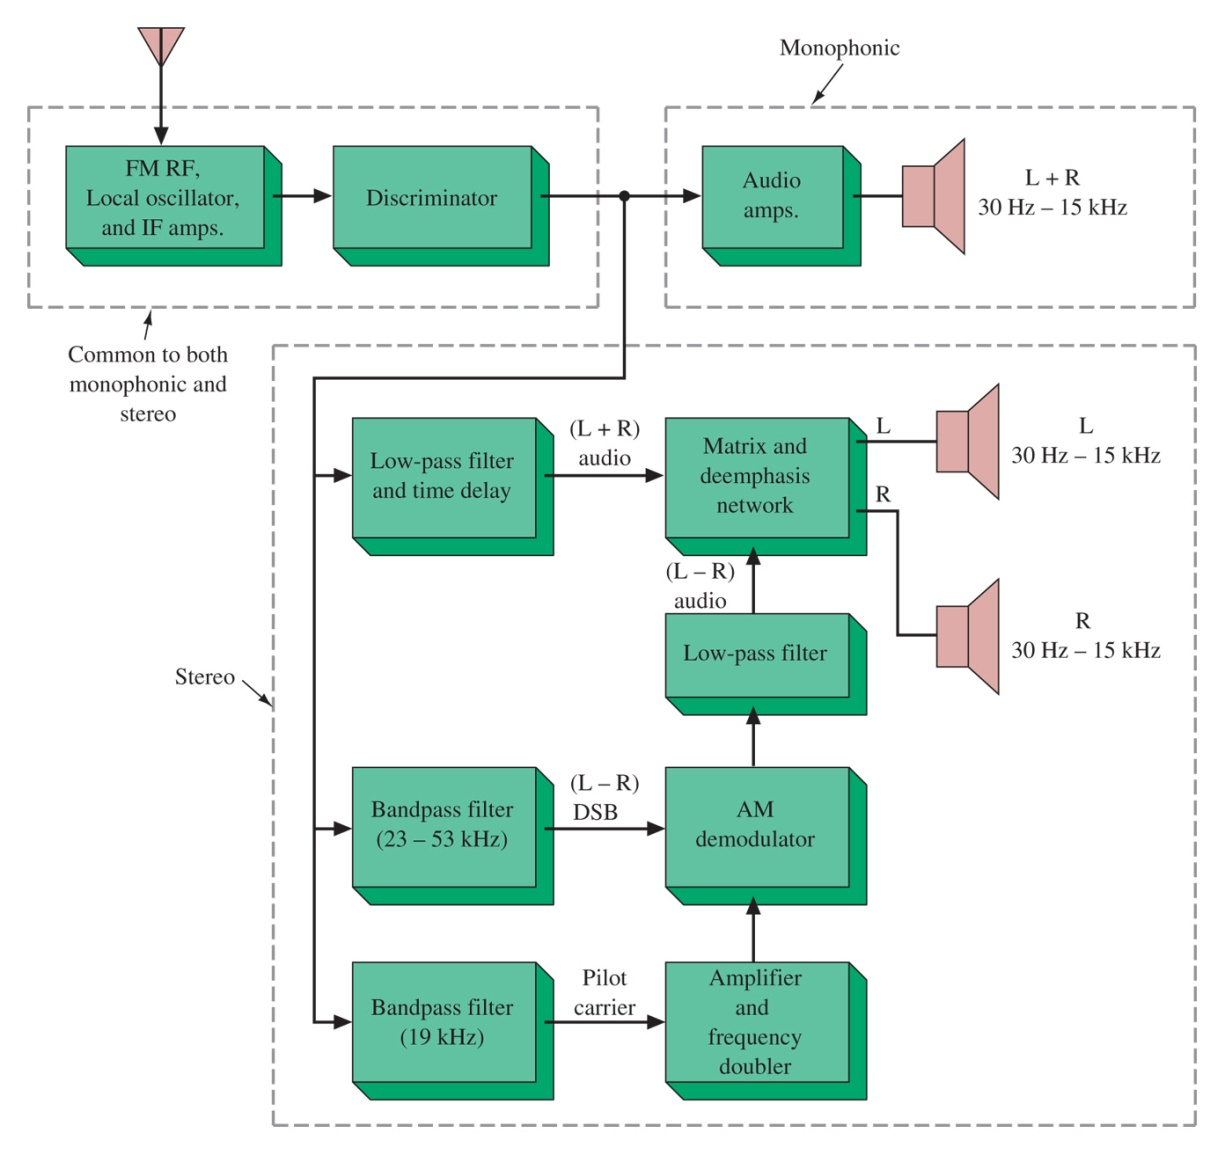 Monophonic
FM RF,
Local oscillator,
and IF amps.
Discriminator
Audio
amps.
L + R
30 Hz – 15 kHz
Common to both
monophonic and
stereo
Low-pass filter
and time delay
(L + R)
audio
Matrix and
deemphasis
network
L
R
L
30 Hz – 15 kHz
(L – R)
audio
Low-pass filter
R
30 Hz – 15 kHz
Stereo
Bandpass filter
(23 – 53 kHz)
(L – R)
DSB
AM
demodulator
Bandpass filter
(19 kHz)
Pilot
carrier
Amplifier
and
frequency
doubler